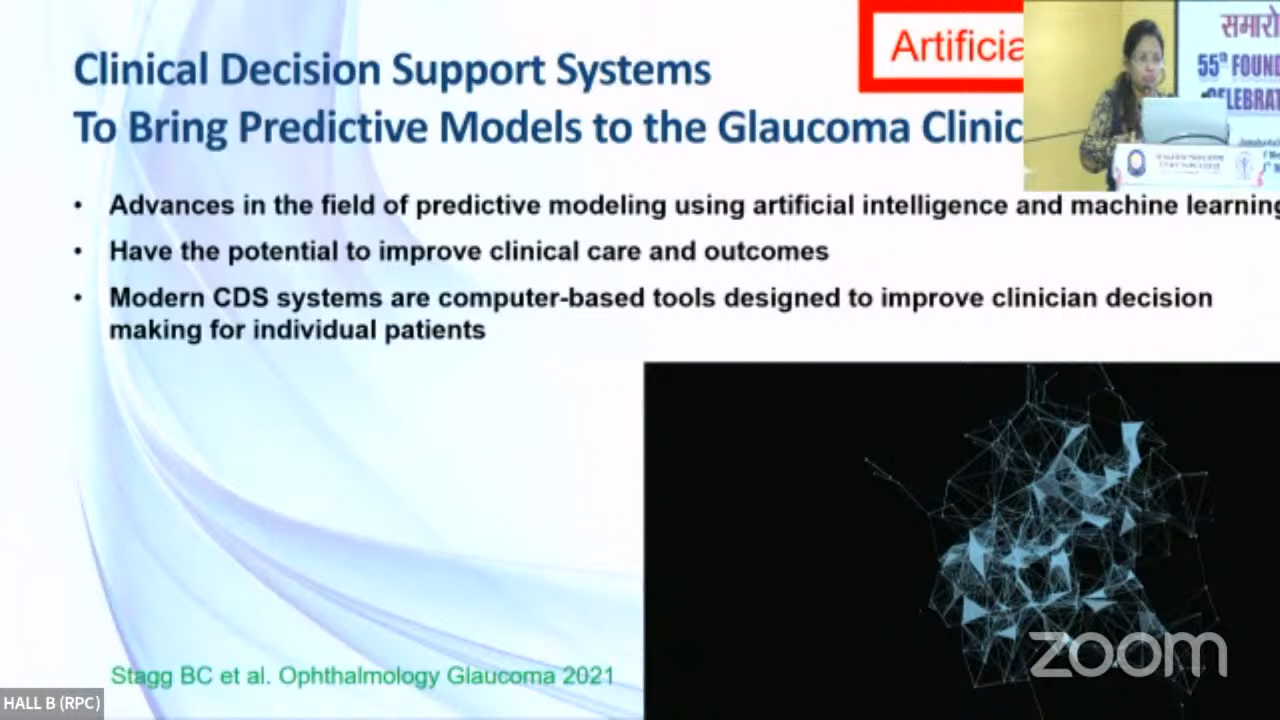 Clinical Decision Support Systems
To Bring Predictive Models to the Glaucoma Clinic
Artificia
समारो
55th FOUND
CELEBRAT
• Advances in the field of predictive modeling using artificial intelligence and machine learning
• Have the potential to improve clinical care and outcomes
• Modern CDS systems are computer-based tools designed to improve clinician decision
making for individual patients
zoom
Stagg BC et al. Ophthalmology Glaucoma 2021
HALL B (RPC)